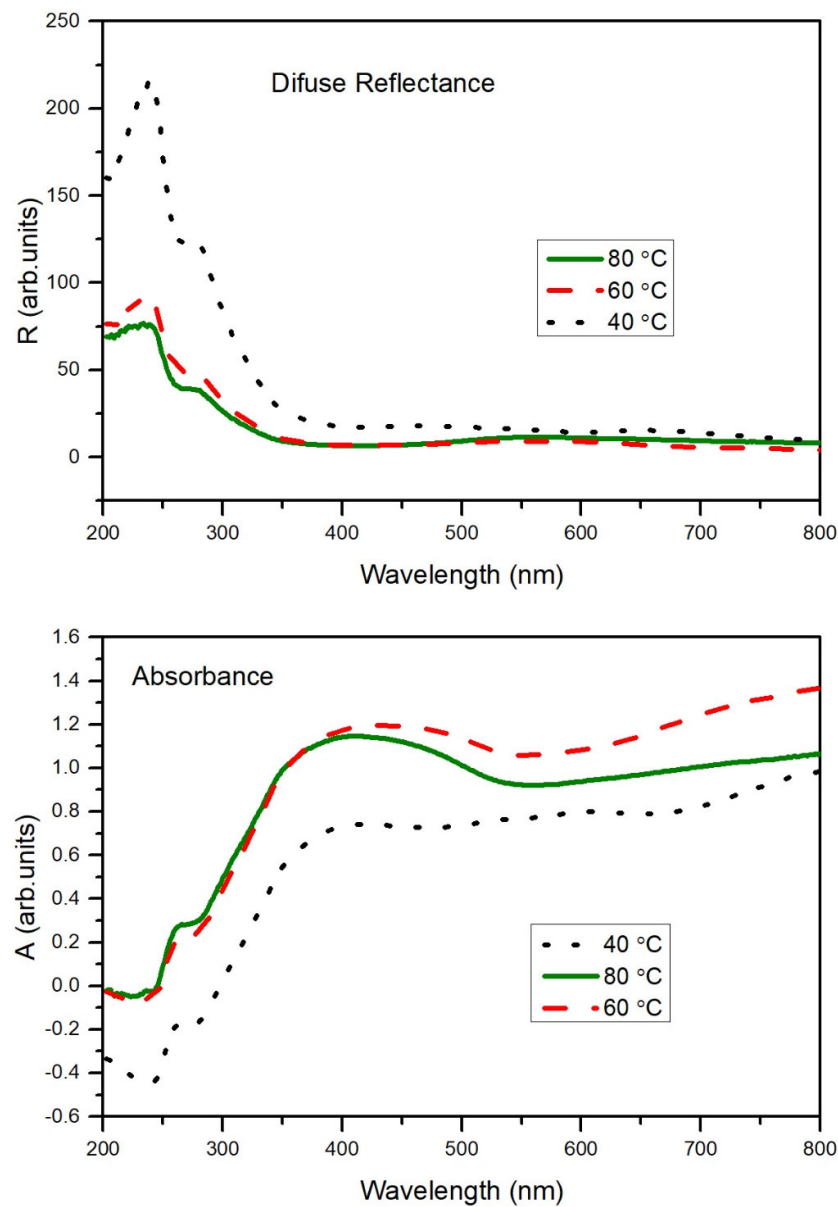 250
200
150
100
50
0
R (arb.units)
Difuse Reflectance
80 °C
60 °C
40 °C
200 300 400 500 600 700 800
Wavelength (nm)
1.6
1.4
1.2
1.0
0.8
0.6
0.4
0.2
0.0
-0.2
-0.4
-0.6
A (arb.units)
Absorbance
40 °C
80 °C
60 °C
200 300 400 500 600 700 800
Wavelength (nm)